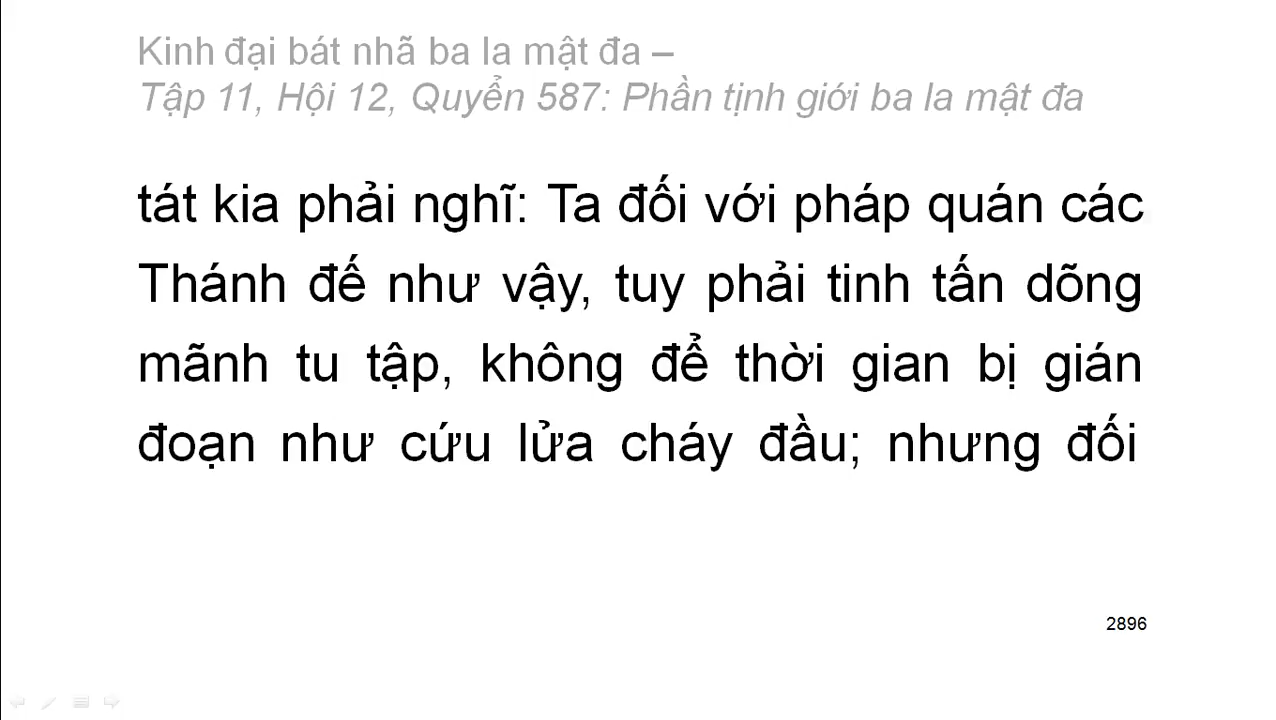 Kinh đại bát nhã ba la mật đa –
Tập 11, Hội 12, Quyển 587: Phần tịnh giới ba la mật đa
tát kia phải nghĩ: Ta đối với pháp quán các
Thánh đế như vậy, tuy phải tinh tấn dõng
mãnh tu tập, không để thời gian bị gián
đoạn như cứu lửa cháy đầu; nhưng đối
2896